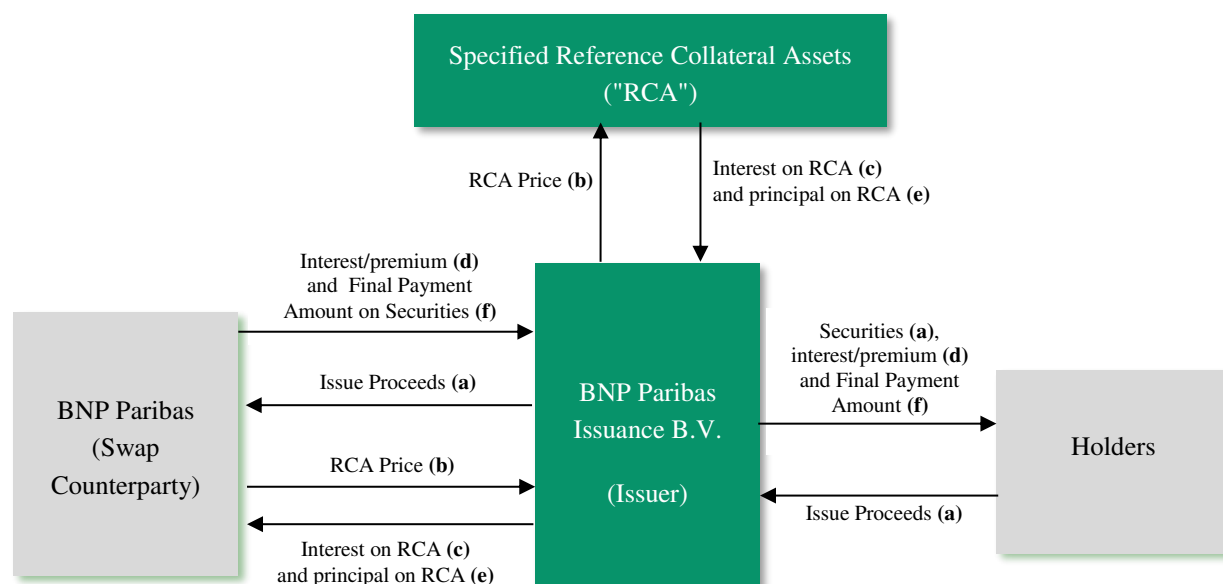 Specified Reference Collateral Assets
("RCA")
RCA Price (b)
Interest on RCA (c)
and principal on RCA (e)
Interest/premium (d)
and Final Payment
Amount on Securities (f)
Issue Proceeds (a)
RCA Price (b)
Interest on RCA (c)
and principal on RCA (e)
BNP Paribas
(Swap
Counterparty)
BNP Paribas
Issuance B.V.
(Issuer)
Securities (a),
interest/premium (d)
and Final Payment
Amount (f)
Issue Proceeds (a)
Holders